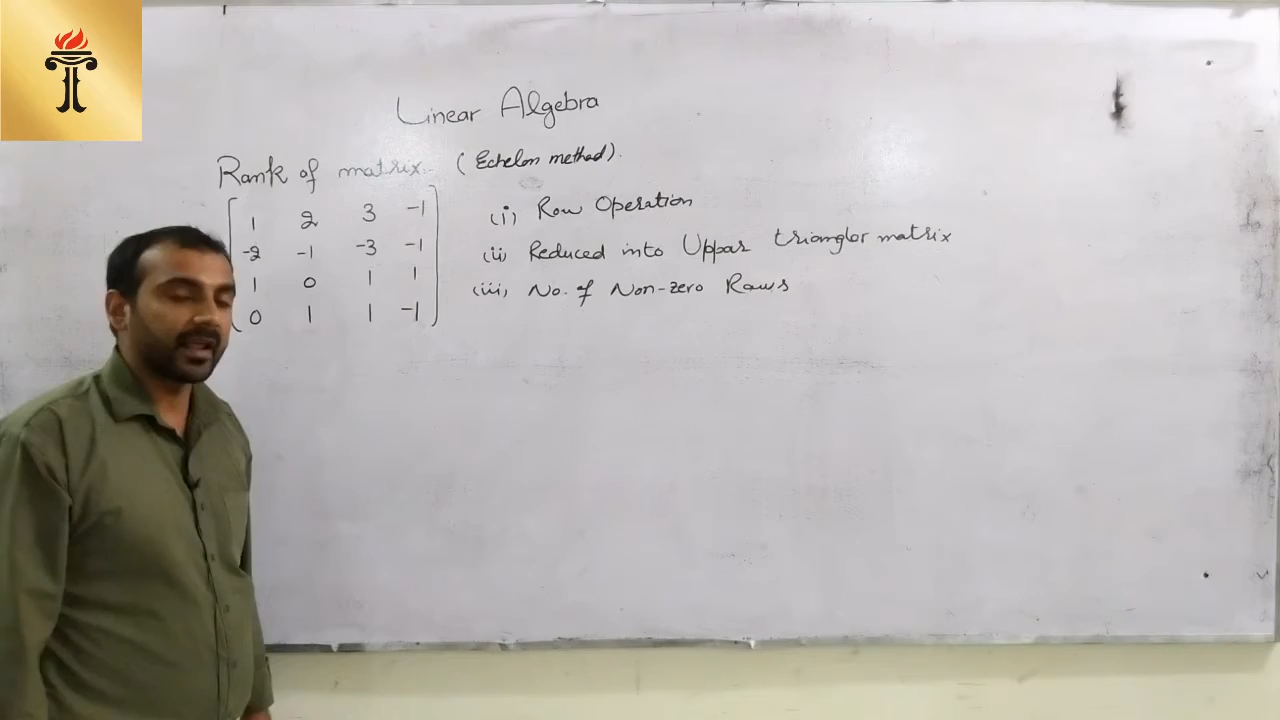 Linear Algebra
Rank of matrix. (Echelon method).
1 2 3 -1
-2 -1 -3 -1
1 0 1 1
0 1 1 -1
(i) Row Operation
(ii) Reduced into Uppar trianglor matrix
(iii) No. of Non-zero Rows